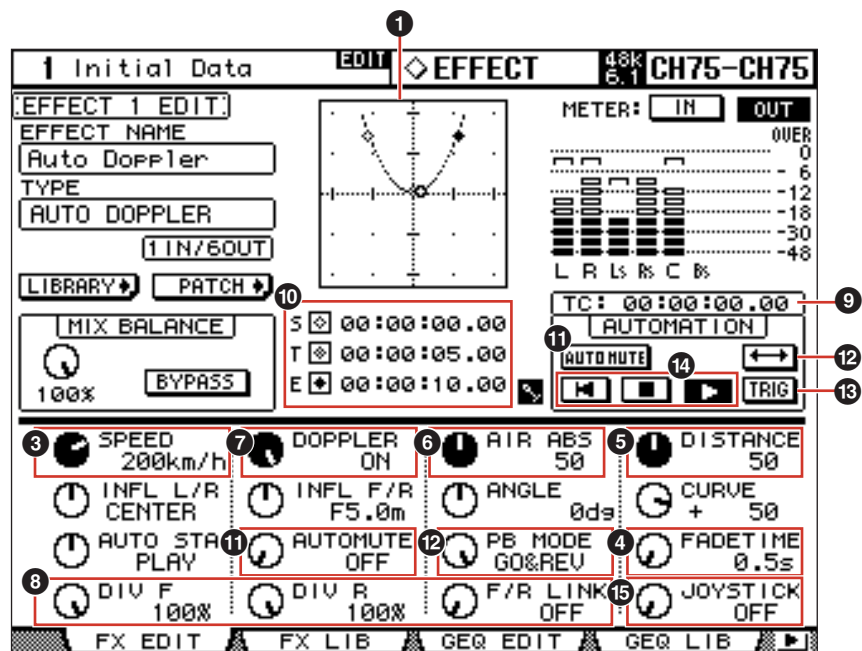 1
1 Initial Data EDIT ◇EFFECT 48k 6.1 CH75-CH75
EFFECT 1 EDIT
METER: IN OUT
EFFECT NAME
Auto Doppler
TYPE
AUTO DOPPLER
1IN/6OUT
LIBRARY PATCH
OVER
0
6
-12
-18
-30
-48
L R Ls Rs C Bs
10
S 00:00:00.00
T 00:00:05.00
E 00:00:10.00
TC: 00:00:00.00 9
MIX BALANCE
100%
BYPASS
AUTOMATION
11 AUTOMUTE 12
14 TRIG 13
3 SPEED 200km/h
7 DOPPLER ON
6 AIR ABS 50
5 DISTANCE 50
INFL L/R CENTER
INFL F/R F5.0m
ANGLE 0dg
CURVE + 50
AUTO STA PLAY
11 AUTOMUTE OFF
12 PB MODE GO&REV
4 FADETIME 0.5s
8 DIV F 100%
DIV R 100%
F/R LINK OFF
15 JOYSTICK OFF
FX EDIT FX LIB GEQ EDIT GEQ LIB